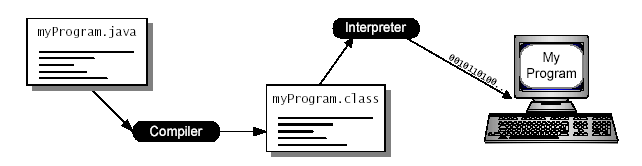 myProgram.java
Compiler
myProgram.class
Interpreter
0010110100...
My
Program